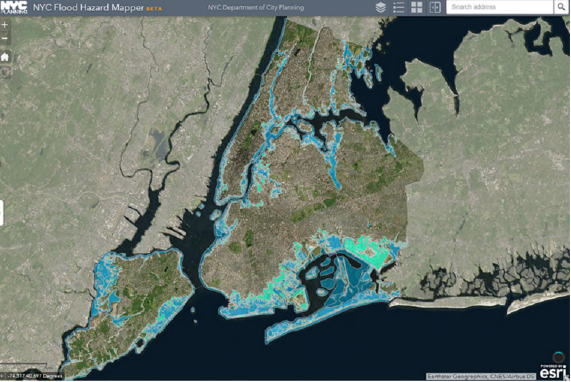 NYC
PLANNING
NYC Flood Hazard Mapper BETA
NYC Department of City Planning
Search address
+
−
Earthstar Geographics, CNES/Airbus DS
POWERED BY
esri